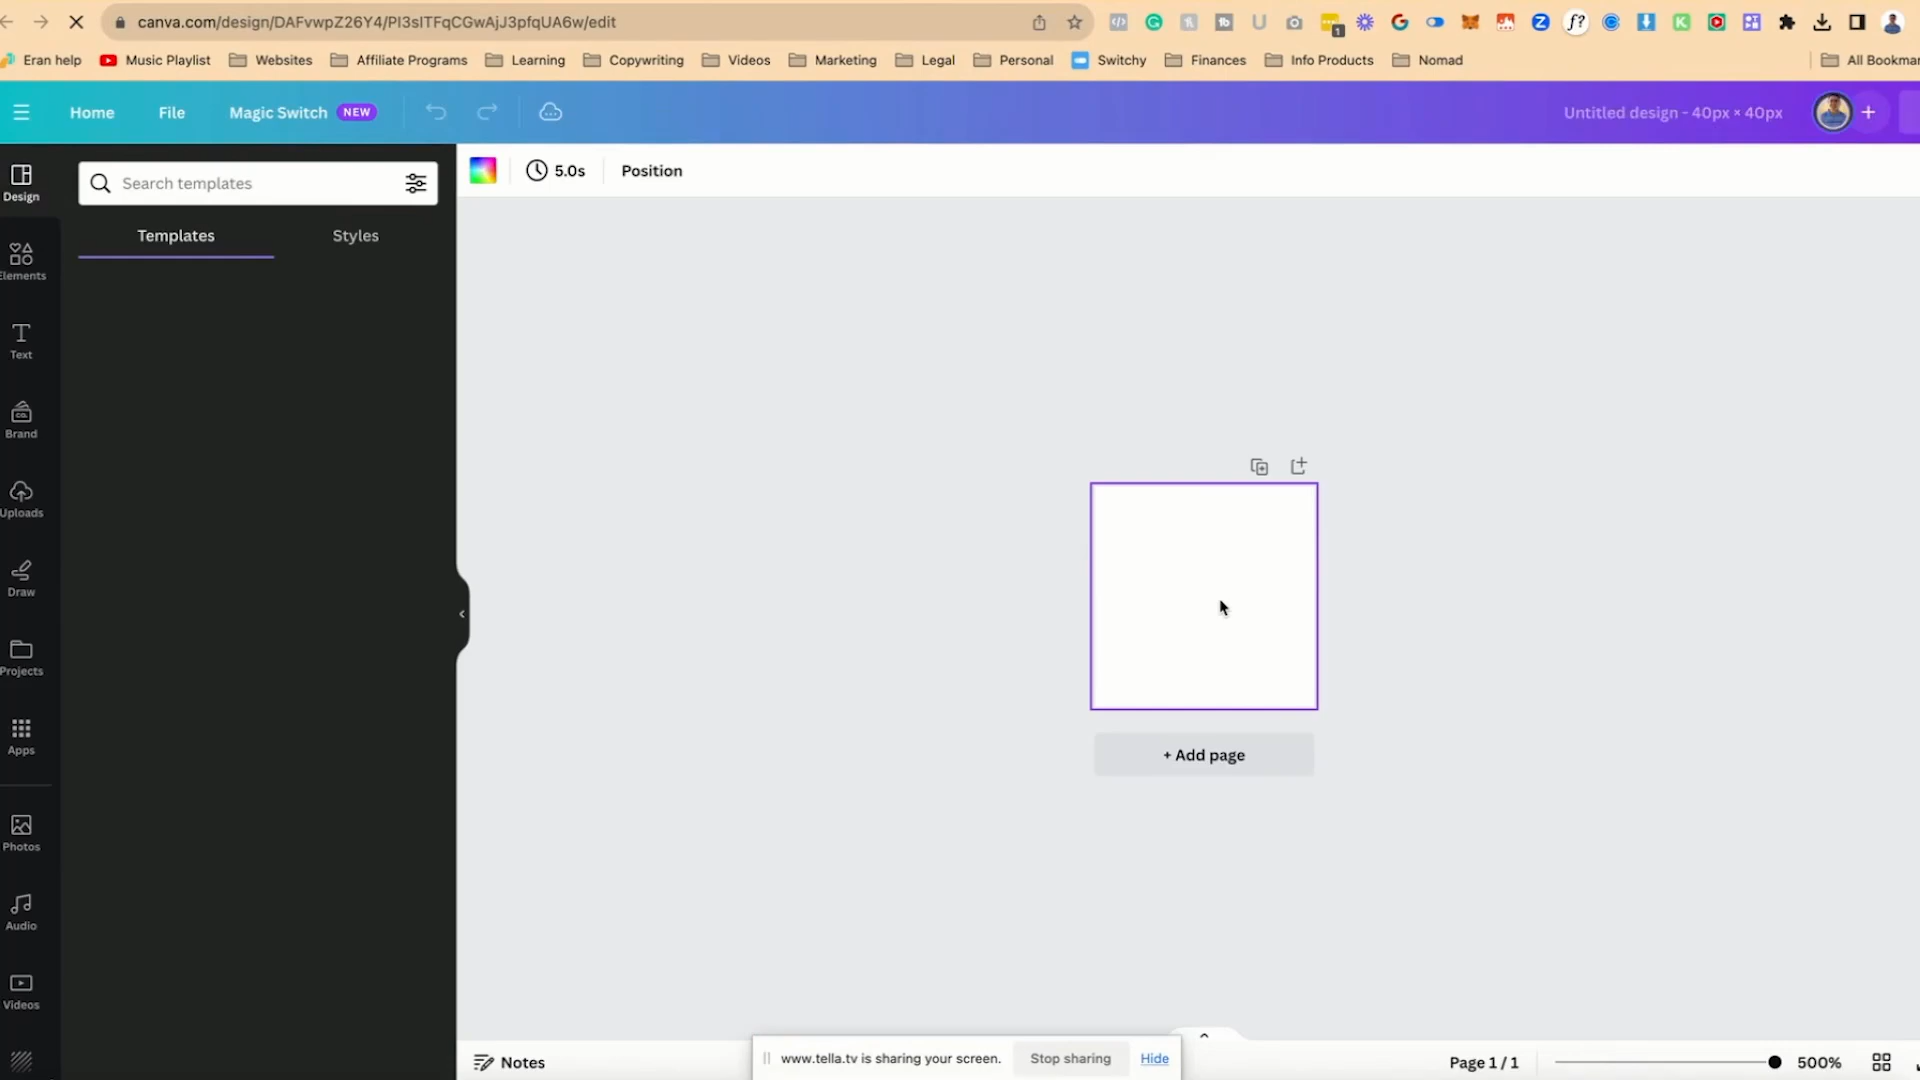 canva.com/design/DAFvwpZ26Y4/PI3sITFqCGwAjJ3pfqUA6w/edit
1
Eran help
Music Playlist
Websites
Affiliate Programs
Learning
Copywriting
Videos
Marketing
Legal
Personal
Switchy
Finances
Info Products
Nomad
All Bookmar
Home
File
Magic Switch NEW
Untitled design - 40px × 40px
Design
Search templates
5.0s
Position
Templates
Styles
Elements
Text
Brand
Uploads
Draw
Projects
Apps
Photos
Audio
Videos
+ Add page
Notes
www.tella.tv is sharing your screen.
Stop sharing
Hide
Page 1 / 1
500%